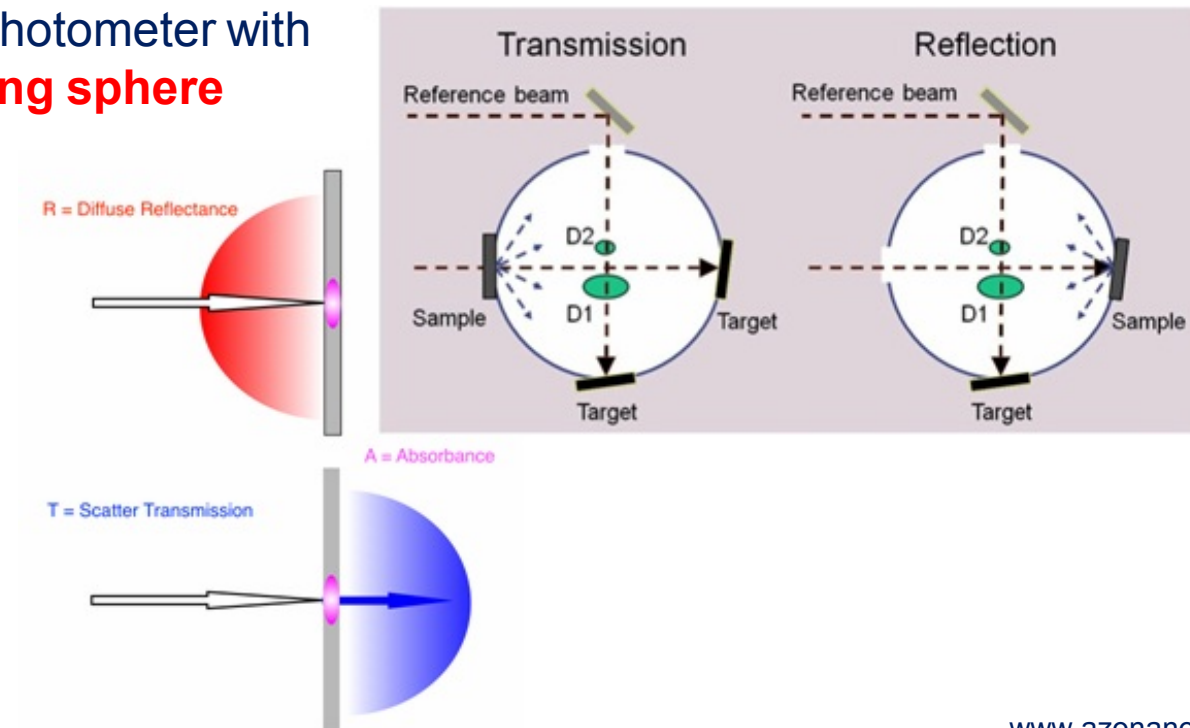 hotometer with
ng sphere
Transmission
Reflection
Reference beam
Reference beam
D2
D1
Sample
Target
Target
D2
D1
Sample
Target
R = Diffuse Reflectance
A = Absorbance
T = Scatter Transmission